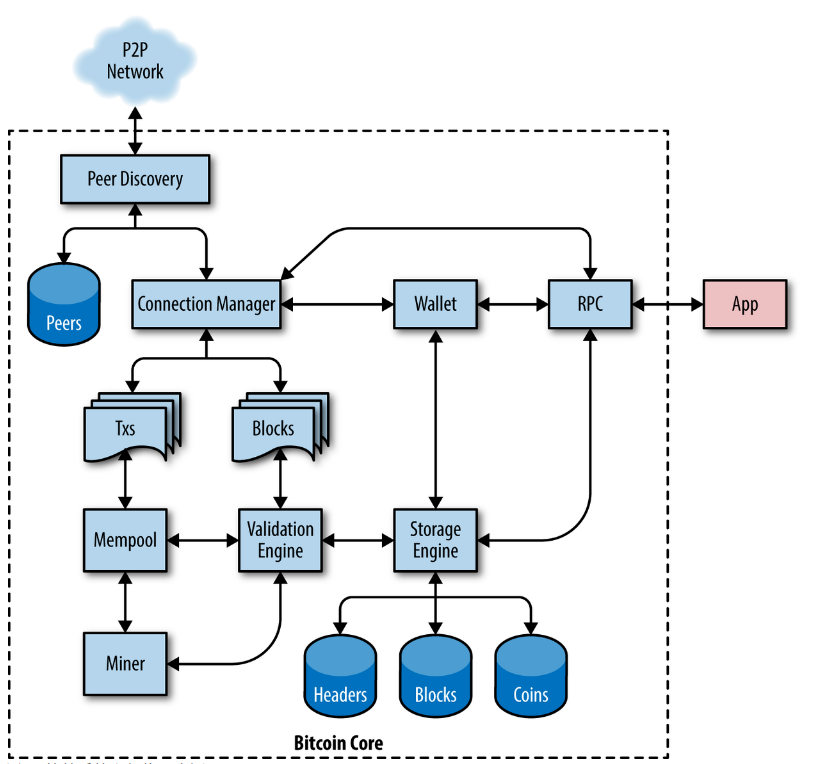 P2P
Network
Peer Discovery
Peers
Connection Manager
Wallet
RPC
App
Txs
Blocks
Mempool
Validation
Engine
Storage
Engine
Miner
Headers
Blocks
Coins
Bitcoin Core